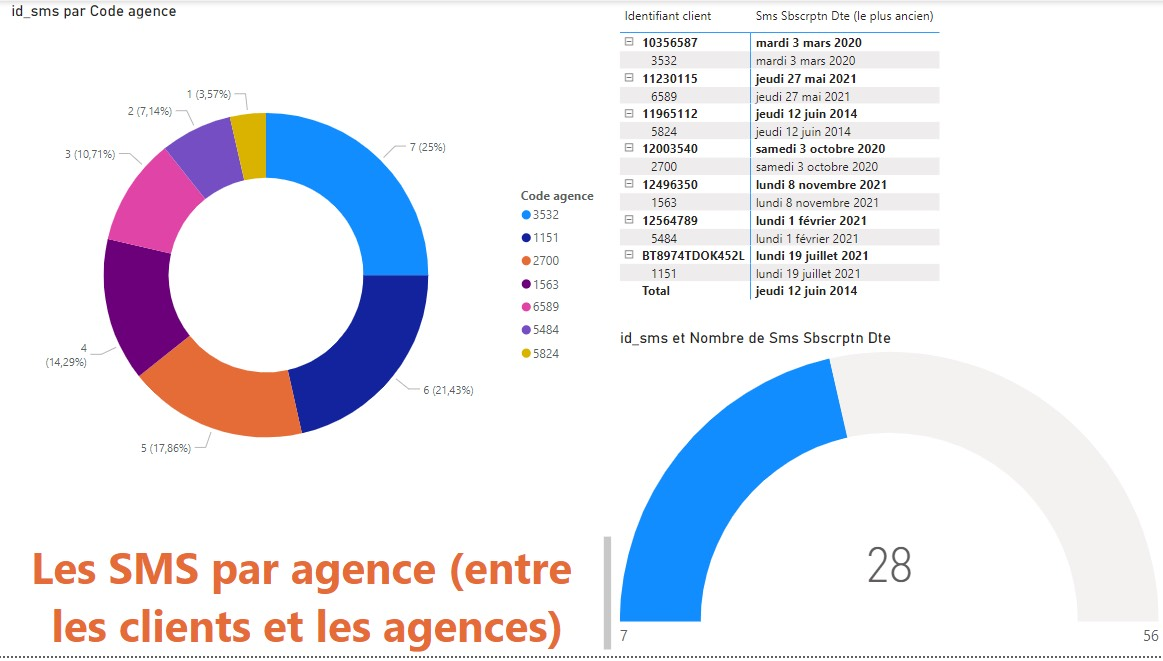 id_sms par Code agence
1 (3,57%)
2 (7,14%)
3 (10,71%)
7 (25%)
4
(14,29%)
6 (21,43%)
5 (17,86%)
Code agence
3532
1151
2700
1563
6589
5484
5824
Identifiant client Sms Sbscrptn Dte (le plus ancien)
10356587 mardi 3 mars 2020
3532 mardi 3 mars 2020
11230115 jeudi 27 mai 2021
6589 jeudi 27 mai 2021
11965112 jeudi 12 juin 2014
5824 jeudi 12 juin 2014
12003540 samedi 3 octobre 2020
2700 samedi 3 octobre 2020
12496350 lundi 8 novembre 2021
1563 lundi 8 novembre 2021
12564789 lundi 1 février 2021
5484 lundi 1 février 2021
BT8974TDOK452L lundi 19 juillet 2021
1151 lundi 19 juillet 2021
Total jeudi 12 juin 2014
id_sms et Nombre de Sms Sbscrptn Dte
28
7
56
Les SMS par agence (entre
les clients et les agences)